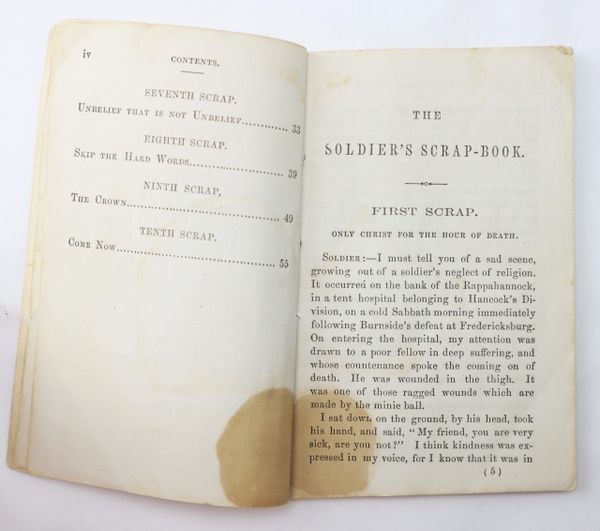 iv
CONTENTS.
SEVENTH SCRAP.
UNBELIEF THAT IS NOT UNBELIEF............ 33
EIGHTH SCRAP.
SKIP THE HARD WORDS........................ 39
NINTH SCRAP,
THE CROWN...................................... 49
TENTH SCRAP.
COME NOW........................................ 55
THE
SOLDIER'S SCRAP-BOOK.
FIRST SCRAP.
ONLY CHRIST FOR THE HOUR OF DEATH.
SOLDIER:—I must tell you of a sad scene,
growing out of a soldier's neglect of religion.
It occurred on the bank of the Rappahannock,
in a tent hospital belonging to Hancock's Di-
vision, on a cold Sabbath morning immediately
following Burnside's defeat at Fredericksburg.
On entering the hospital, my attention was
drawn to a poor fellow in deep suffering, and
whose countenance spoke the coming on of
death. He was wounded in the thigh. It
was one of those ragged wounds which are
made by the minie ball.
I sat down on the ground, by his head, took
his hand, and said, “My friend, you are very
sick, are you not?” I think kindness was ex-
pressed in my voice, for I know that it was in
(5)